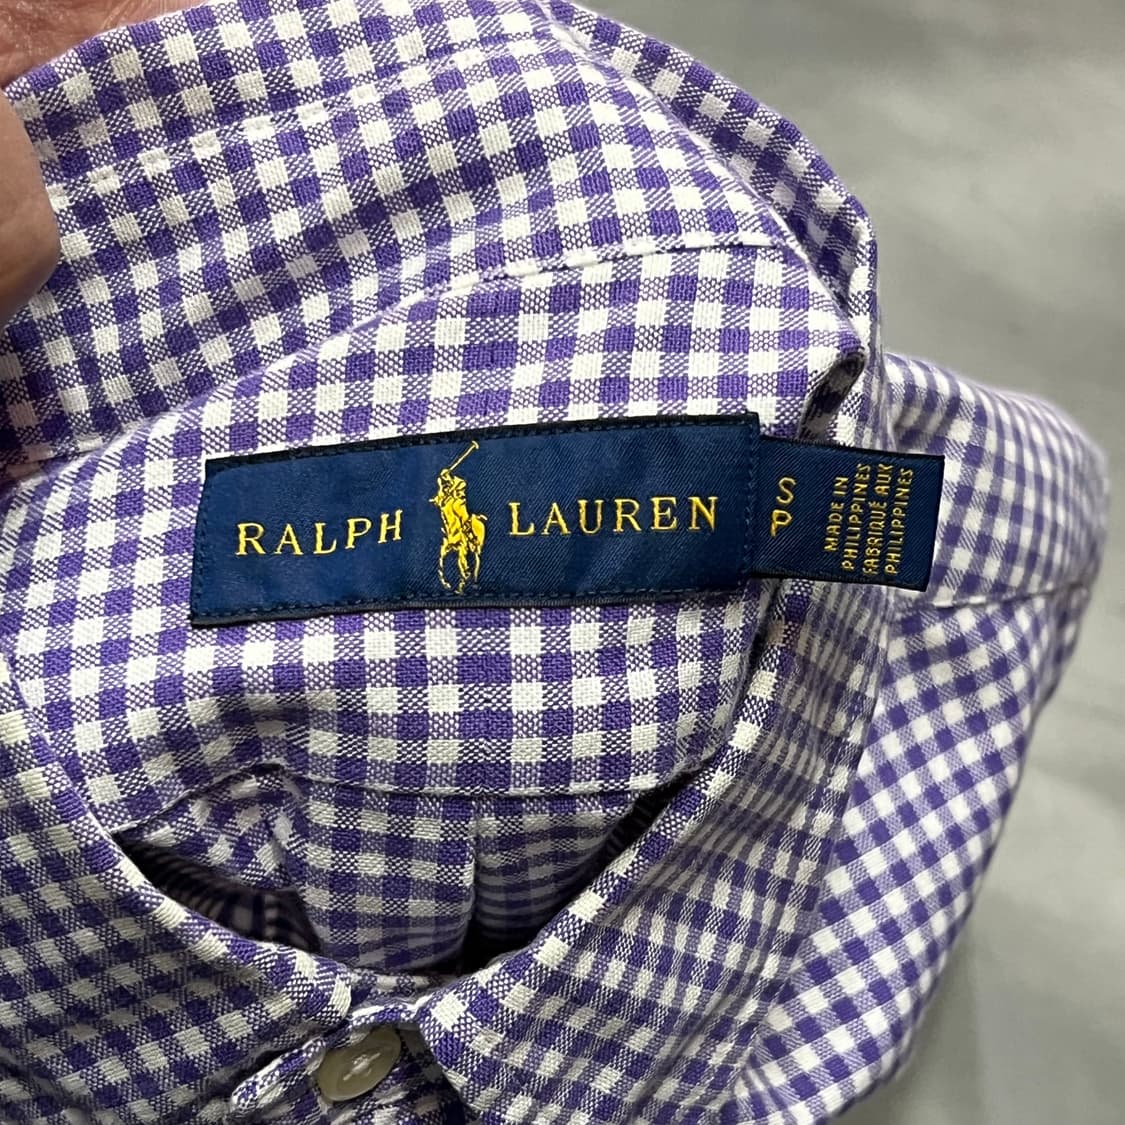 RALPH LAUREN
S
P
MADE IN
PHILIPPINES
FABRIQUÉ AUX
PHILIPPINES